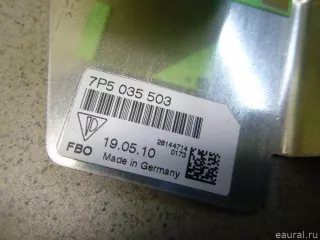 7P5 035 503
FBO
19.05.10
28144714
0173
Made in Germany
eaural.ru